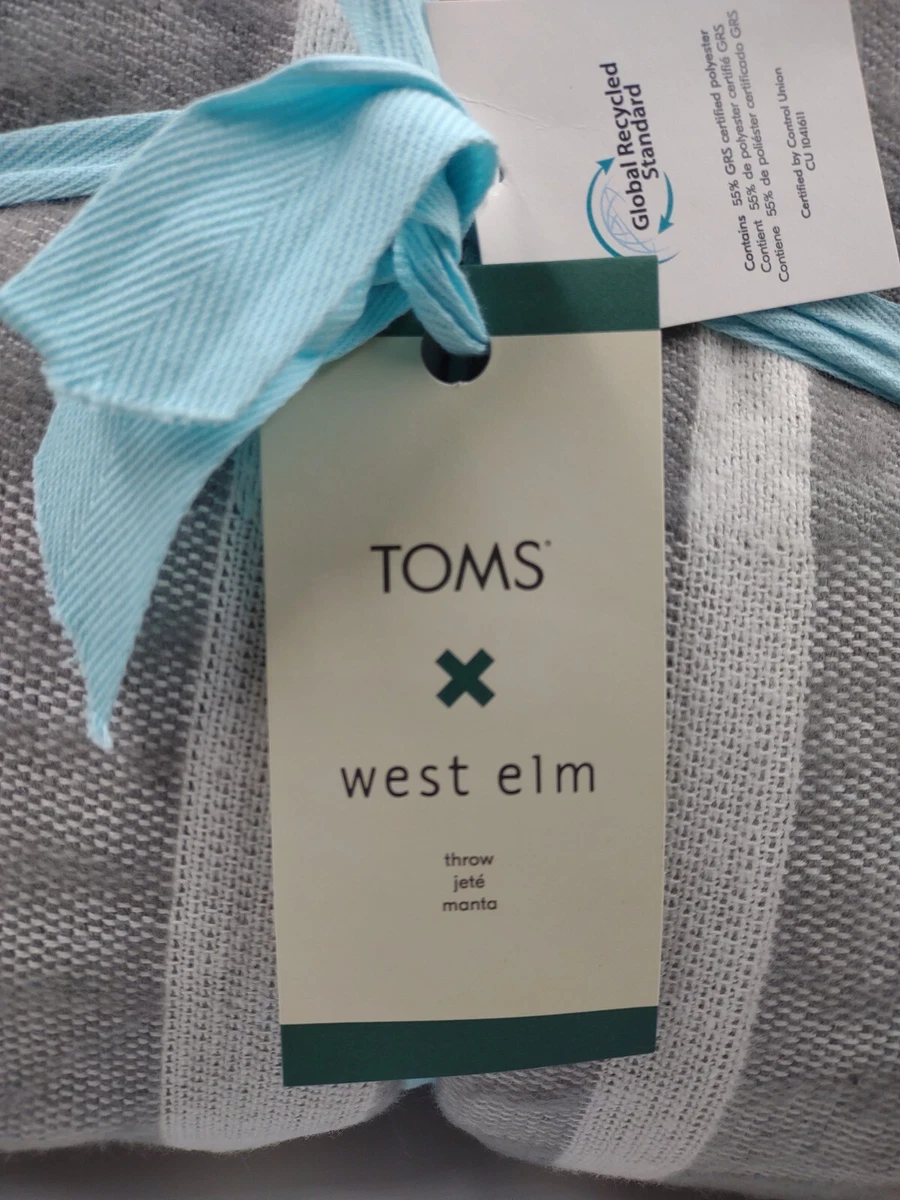 Global Recycled
Standard
Contains 55% GRS certified polyester
Contient 55% de polyester certifié GRS
Contiene 55% de poliéster certificado GRS
Certified by Control Union
CU 1041611
TOMS
×
west elm
throw
jeté
manta